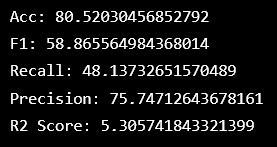 Acc: 80.52030456852792
F1: 58.865564984368014
Recall: 48.13732651570489
Precision: 75.74712643678161
R2 Score: 5.305741843321399